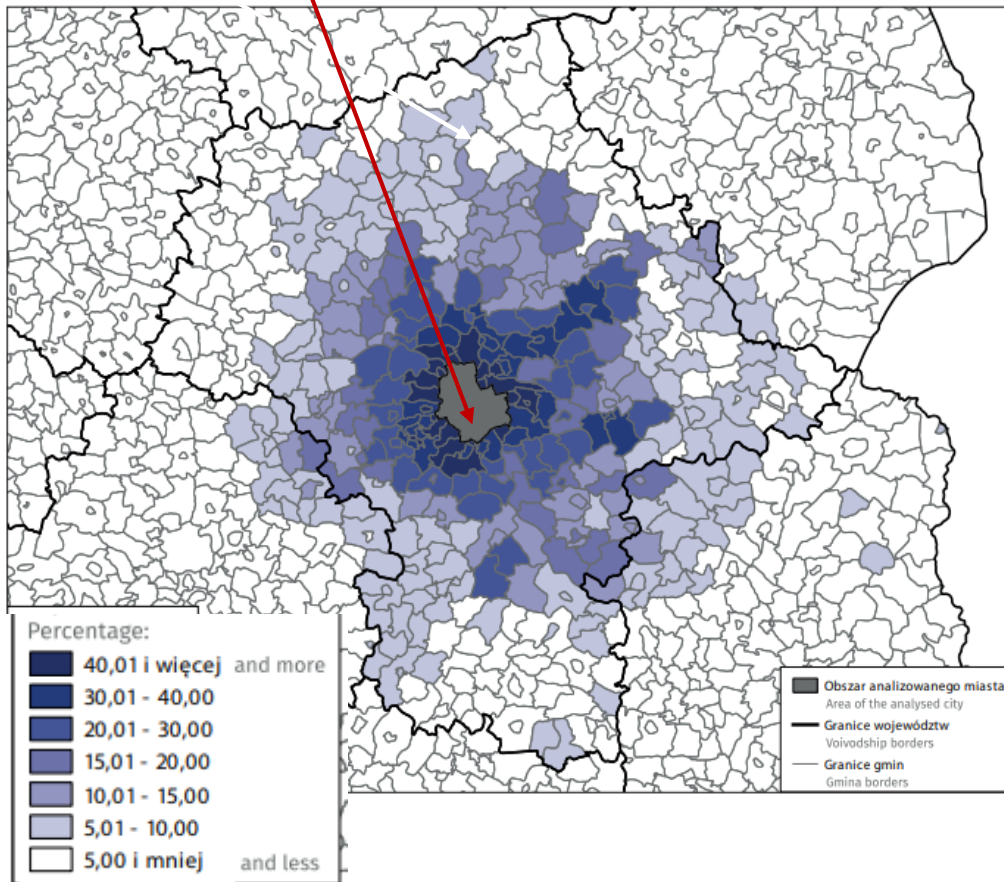 Percentage:
40,01 i więcej and more
30,01 - 40,00
20,01 - 30,00
15,01 - 20,00
10,01 - 15,00
5,01 - 10,00
5,00 i mniej and less
Obszar analizowanego miasta
Area of the analysed city
Granice województw
Voivodship borders
Granice gmin
Gmina borders